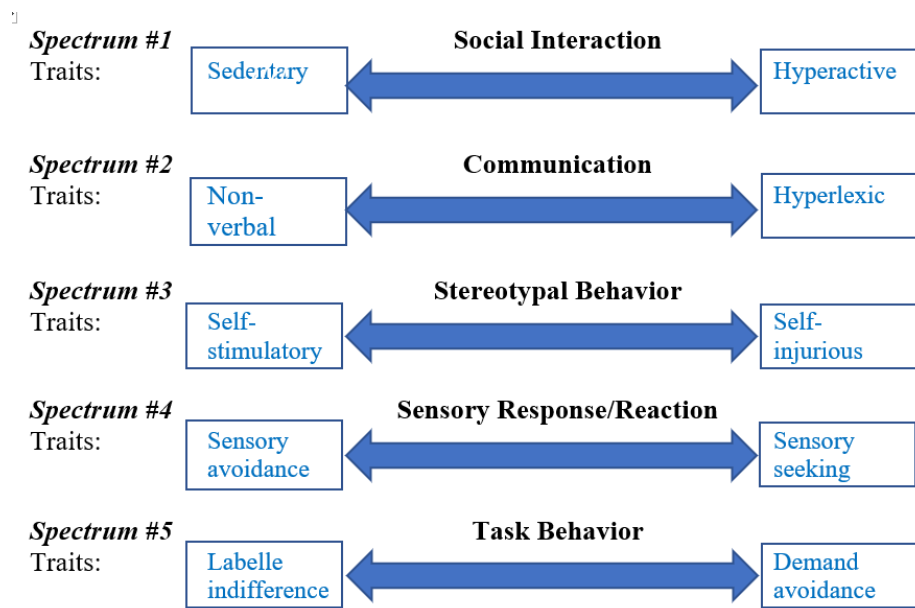 Spectrum #1 Social Interaction
Traits: Sedentary Hyperactive
Spectrum #2 Communication
Traits: Non- Hyperlexic
verbal
Spectrum #3 Stereotypal Behavior
Traits: Self- Self-
stimulatory injurious
Spectrum #4 Sensory Response/Reaction
Traits: Sensory Sensory
avoidance seeking
Spectrum #5 Task Behavior
Traits: Labelle Demand
indifference avoidance